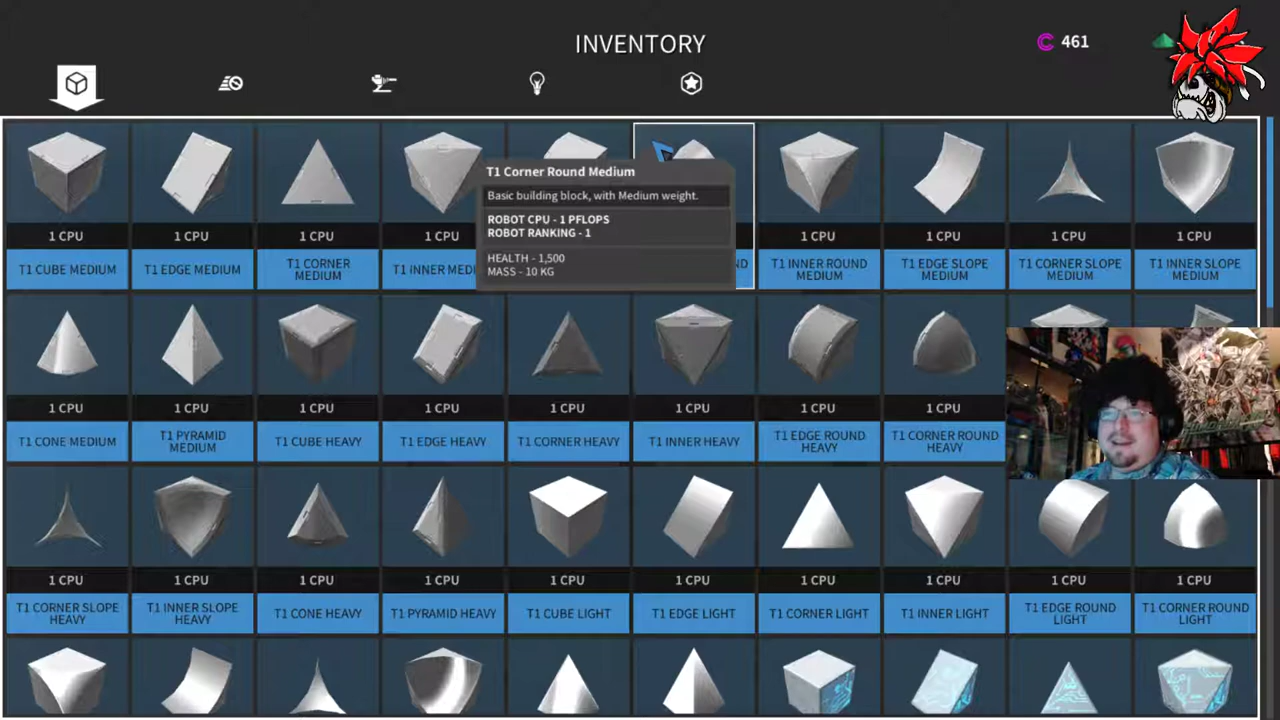 INVENTORY
461
T1 Corner Round Medium
Basic building block, with Medium weight.
ROBOT CPU - 1 PFLOPS
ROBOT RANKING - 1
HEALTH - 1,500
MASS - 10 KG
1 CPU
1 CPU
1 CPU
1 CPU
1 CPU
1 CPU
1 CPU
1 CPU
T1 CUBE MEDIUM
T1 EDGE MEDIUM
T1 CORNER
MEDIUM
T1 INNER MEDI
ND
T1 INNER ROUND
MEDIUM
T1 EDGE SLOPE
MEDIUM
T1 CORNER SLOPE
MEDIUM
T1 INNER SLOPE
MEDIUM
1 CPU
1 CPU
1 CPU
1 CPU
1 CPU
1 CPU
1 CPU
1 CPU
T1 CONE MEDIUM
T1 PYRAMID
MEDIUM
T1 CUBE HEAVY
T1 EDGE HEAVY
T1 CORNER HEAVY
T1 INNER HEAVY
T1 EDGE ROUND
HEAVY
T1 CORNER ROUND
HEAVY
1 CPU
1 CPU
1 CPU
1 CPU
1 CPU
1 CPU
1 CPU
1 CPU
1 CPU
1 CPU
T1 CORNER SLOPE
HEAVY
T1 INNER SLOPE
HEAVY
T1 CONE HEAVY
T1 PYRAMID HEAVY
T1 CUBE LIGHT
T1 EDGE LIGHT
T1 CORNER LIGHT
T1 INNER LIGHT
T1 EDGE ROUND
LIGHT
T1 CORNER ROUND
LIGHT